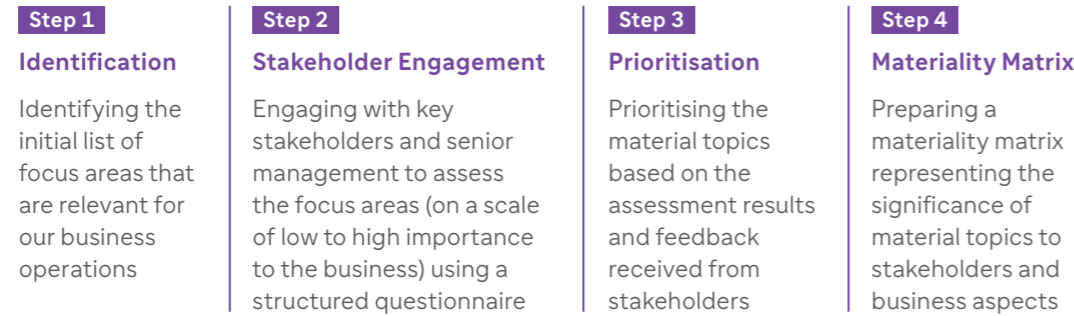 Step 1
Identification
Identifying the
initial list of
focus areas that
are relevant for
our business
operations
Step 2
Stakeholder Engagement
Engaging with key
stakeholders and senior
management to assess
the focus areas (on a scale
of low to high importance
to the business) using a
structured questionnaire
Step 3
Prioritisation
Prioritising the
material topics
based on the
assessment results
and feedback
received from
stakeholders
Step 4
Materiality Matrix
Preparing a
materiality matrix
representing the
significance of
material topics to
stakeholders and
business aspects